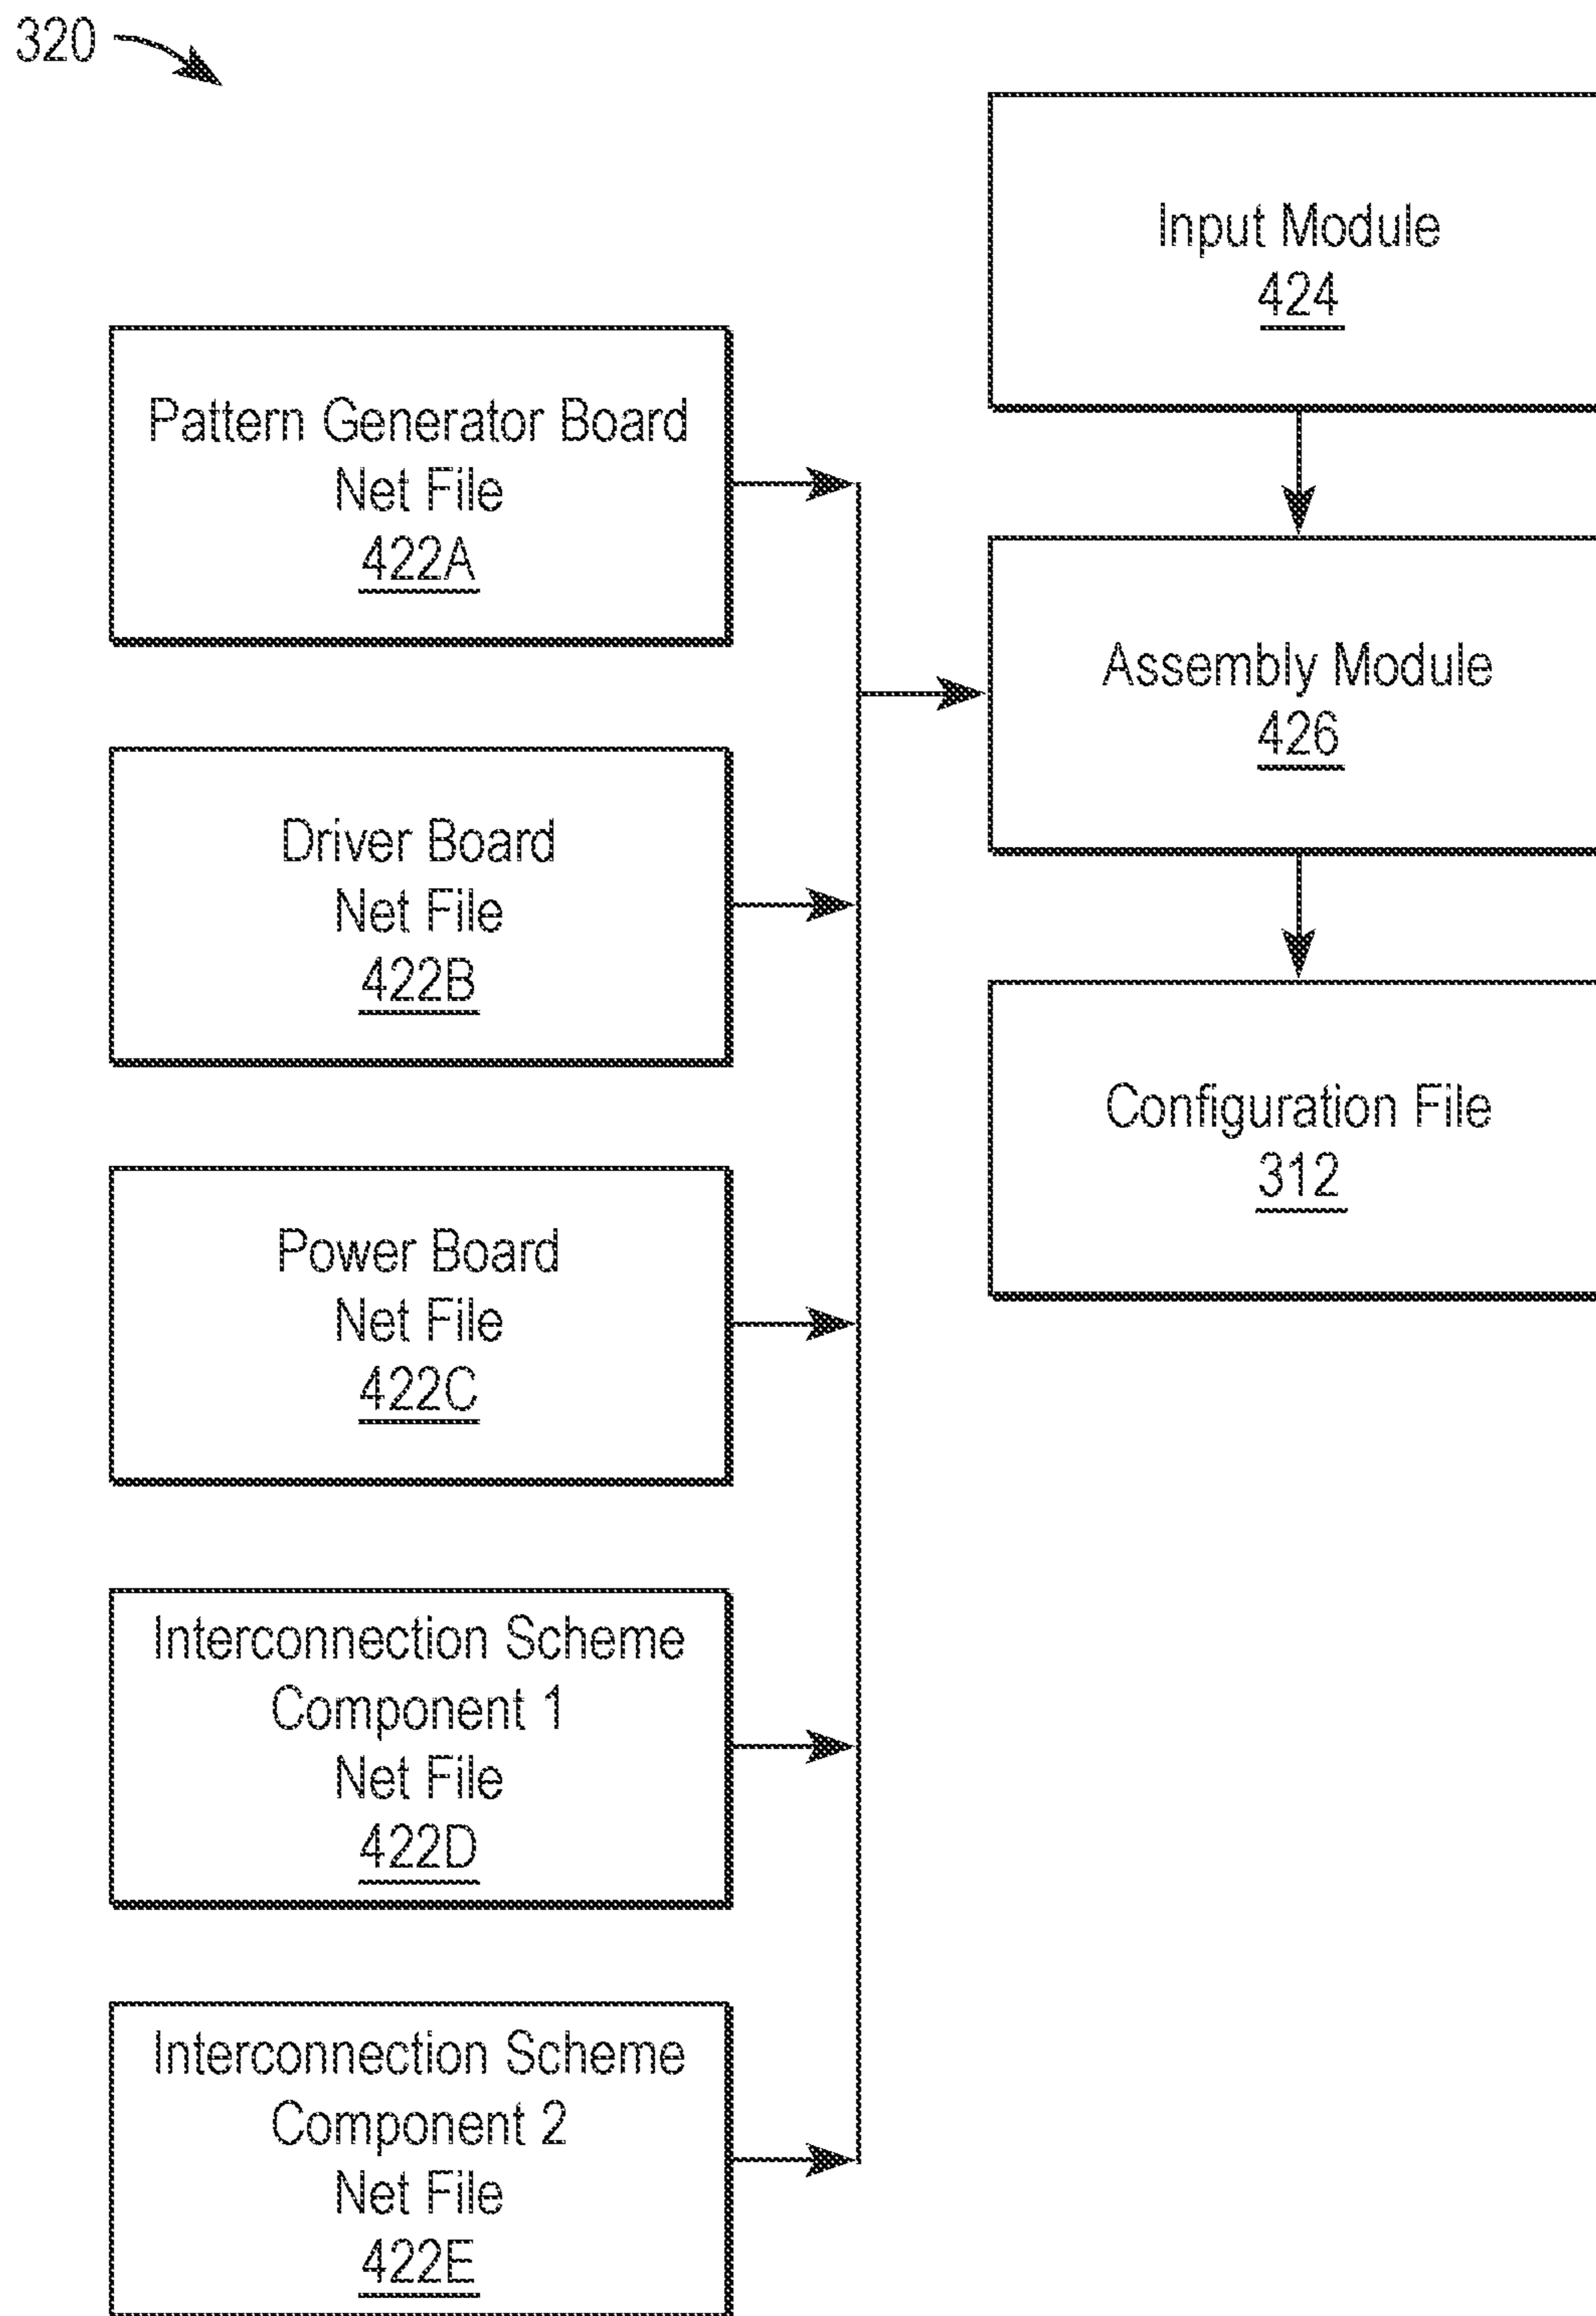 320
Input Module
424
Pattern Generator Board
Net File
422A
Assembly Module
426
Driver Board
Net File
422B
Configuration File
312
Power Board
Net File
422C
Interconnection Scheme
Component 1
Net File
422D
Interconnection Scheme
Component 2
Net File
422E